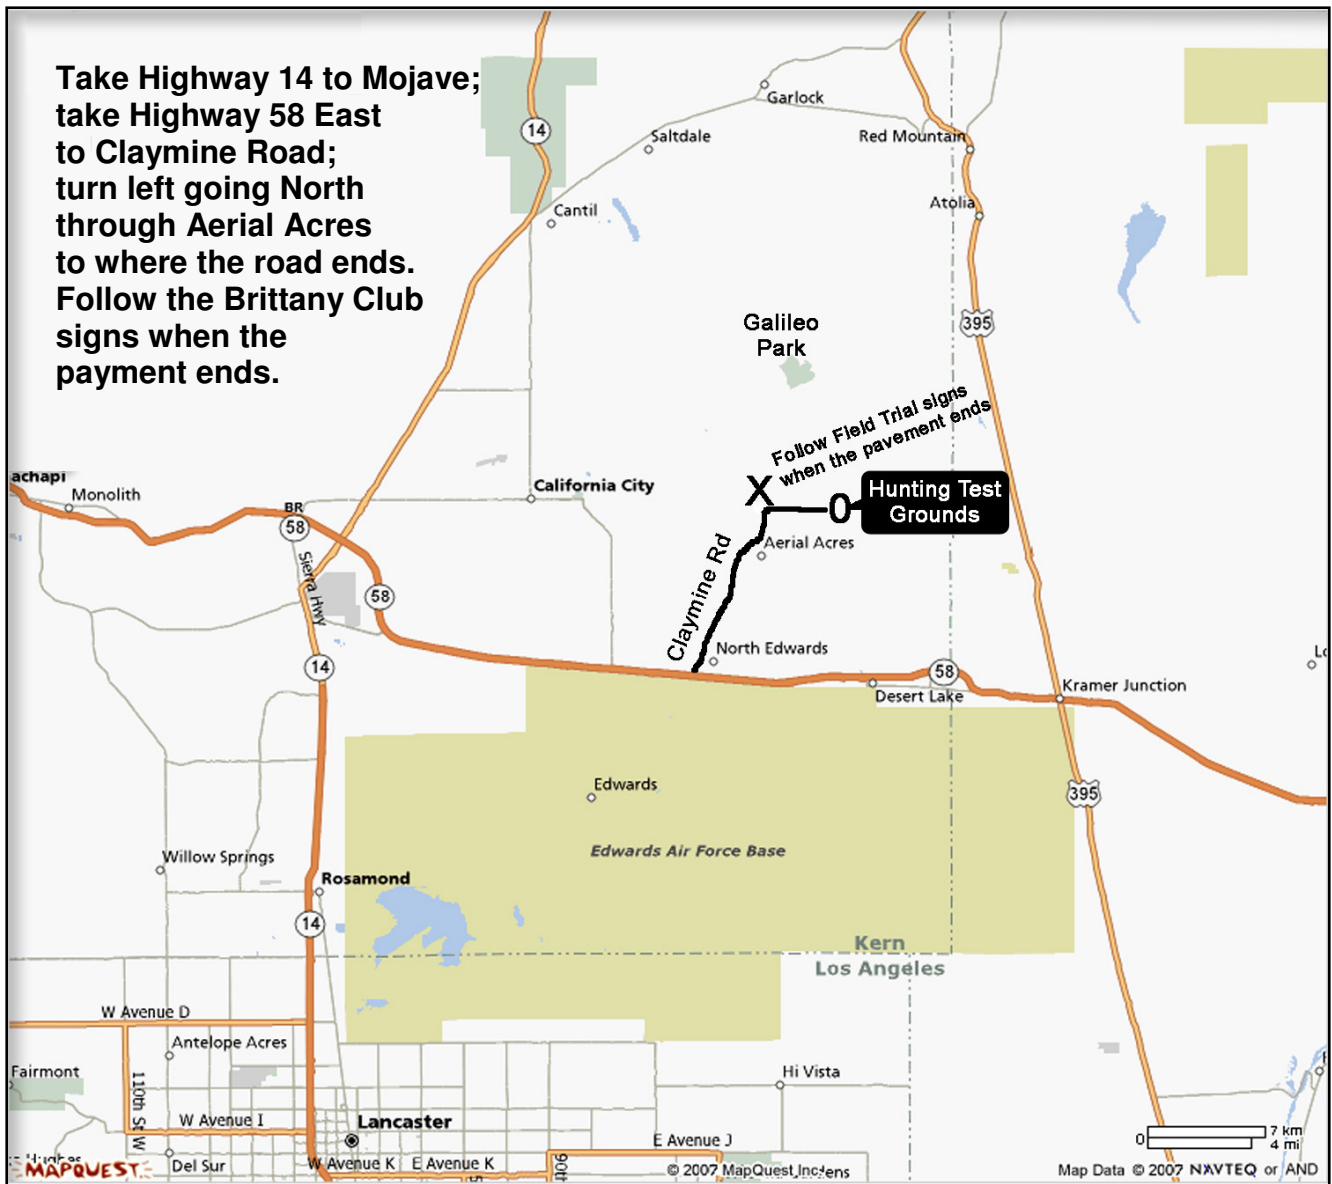 Take Highway 14 to Mojave;
take Highway 58 East
to Claymine Road;
turn left going North
through Aerial Acres
to where the road ends.
Follow the Brittany Club
signs when the
payment ends.
14
Garlock
Saltdale
Red Mountain
Cantil
Atolia
395
Galileo
Park
Follow Field Trial signs
when the pavement ends
X
0
Hunting Test
Grounds
achapi
Monolith
California City
BR
58
Aerial Acres
Sierra Hwy
58
Claymine Rd
North Edwards
14
58
Desert Lake
Kramer Junction
Edwards
395
Edwards Air Force Base
Willow Springs
Rosamond
14
Kern
Los Angeles
W Avenue D
Antelope Acres
Fairmont
110th St W
Hi Vista
W Avenue I
Lancaster
E Avenue J
0
7 km
4 mi
MAPQUEST
Del Sur
W Avenue K
E Avenue K
90th
© 2007 MapQuest Inc
Map Data © 2007 NAVTEQ or AND